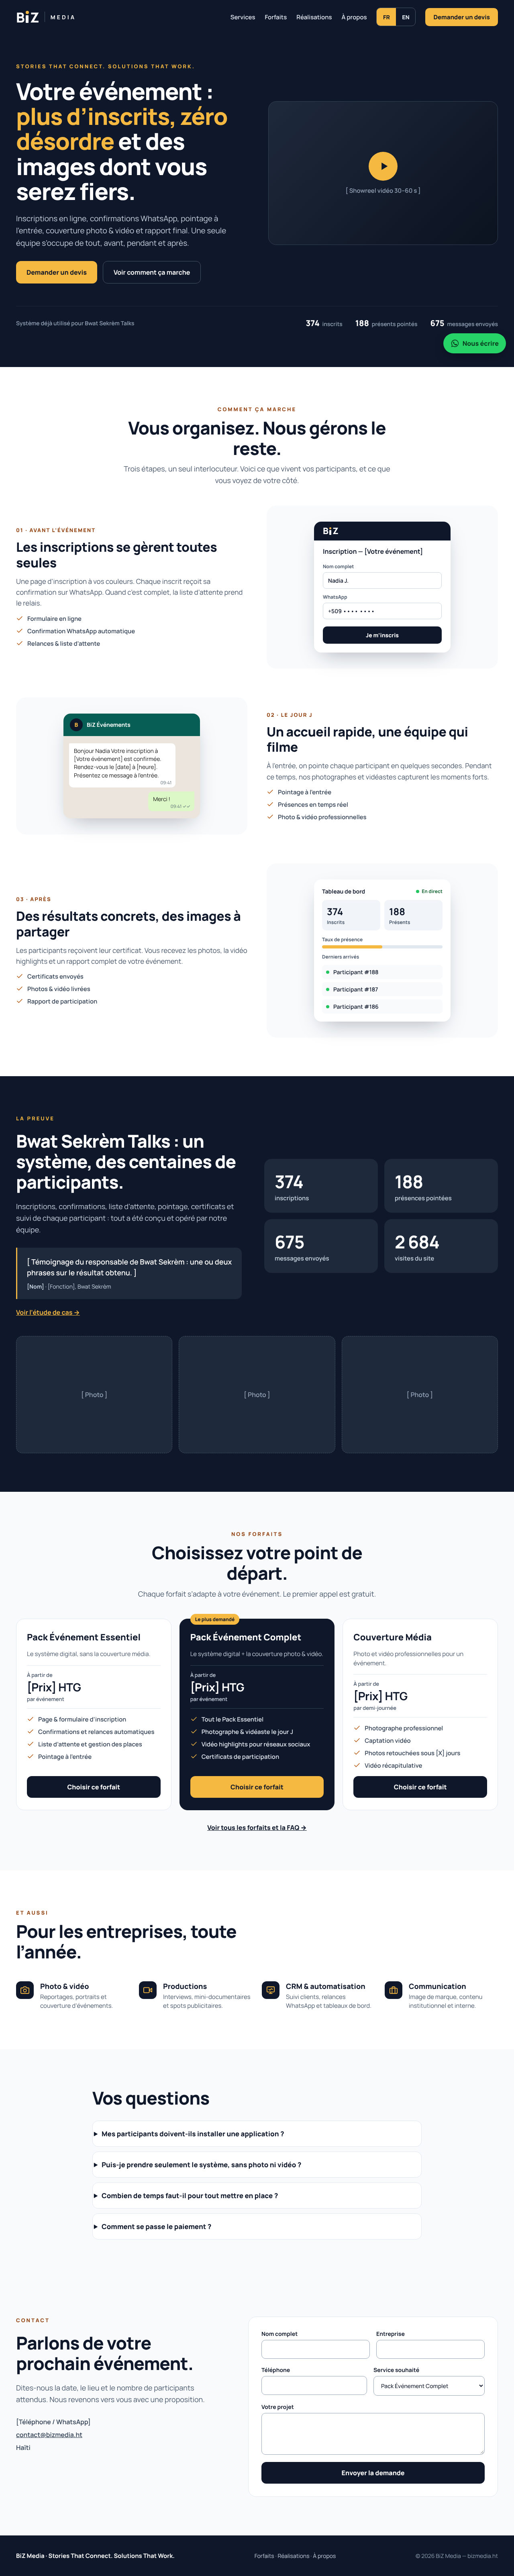 BiZ MEDIA
Services Forfaits Réalisations À propos FR EN Demander un devis
STORIES THAT CONNECT. SOLUTIONS THAT WORK.
Votre événement :
plus d’inscrits, zéro
désordre et des
images dont vous
serez fiers.
Inscriptions en ligne, confirmations WhatsApp, pointage à
l’entrée, couverture photo & vidéo et rapport final. Une seule
équipe s’occupe de tout, avant, pendant et après.
Demander un devis Voir comment ça marche
[ Showreel vidéo 30–60 s ]
Système déjà utilisé pour Bwat Sekrèm Talks
374 inscrits 188 présents pointés 675 messages envoyés
Nous écrire
COMMENT ÇA MARCHE
Vous organisez. Nous gérons le
reste.
Trois étapes, un seul interlocuteur. Voici ce que vivent vos participants, et ce que
vous voyez de votre côté.
01 · AVANT L’ÉVÉNEMENT
Les inscriptions se gèrent toutes
seules
Une page d’inscription à vos couleurs. Chaque inscrit reçoit sa
confirmation sur WhatsApp. Quand c’est complet, la liste d’attente prend
le relais.
Formulaire en ligne
Confirmation WhatsApp automatique
Relances & liste d’attente
BiZ
Inscription — [Votre événement]
Nom complet
Nadia J.
WhatsApp
+509 •••• ••••
Je m’inscris
B BiZ Événements
Bonjour Nadia Votre inscription à
[Votre événement] est confirmée.
Rendez-vous le [date] à [heure].
Présentez ce message à l’entrée.
09:41
Merci !
09:41 ✓✓
02 · LE JOUR J
Un accueil rapide, une équipe qui
filme
À l’entrée, on pointe chaque participant en quelques secondes. Pendant
ce temps, nos photographes et vidéastes capturent les moments forts.
Pointage à l’entrée
Présences en temps réel
Photo & vidéo professionnelles
03 · APRÈS
Des résultats concrets, des images à
partager
Les participants reçoivent leur certificat. Vous recevez les photos, la vidéo
highlights et un rapport complet de votre événement.
Certificats envoyés
Photos & vidéo livrées
Rapport de participation
Tableau de bord En direct
374 188
Inscrits Présents
Taux de présence
Derniers arrivés
Participant #188
Participant #187
Participant #186
LA PREUVE
Bwat Sekrèm Talks : un
système, des centaines de
participants.
Inscriptions, confirmations, liste d’attente, pointage, certificats et
suivi de chaque participant : tout a été conçu et opéré par notre
équipe.
[ Témoignage du responsable de Bwat Sekrèm : une ou deux
phrases sur le résultat obtenu. ]
[Nom] · [Fonction], Bwat Sekrèm
Voir l’étude de cas →
374 188
inscriptions présences pointées
675 2 684
messages envoyés visites du site
[ Photo ] [ Photo ] [ Photo ]
NOS FORFAITS
Choisissez votre point de
départ.
Chaque forfait s’adapte à votre événement. Le premier appel est gratuit.
Pack Événement Essentiel
Le système digital, sans la couverture média.
À partir de
[Prix] HTG
par événement
Page & formulaire d’inscription
Confirmations et relances automatiques
Liste d’attente et gestion des places
Pointage à l’entrée
Choisir ce forfait
Le plus demandé
Pack Événement Complet
Le système digital + la couverture photo & vidéo.
À partir de
[Prix] HTG
par événement
Tout le Pack Essentiel
Photographe & vidéaste le jour J
Vidéo highlights pour réseaux sociaux
Certificats de participation
Choisir ce forfait
Couverture Média
Photo et vidéo professionnelles pour un
événement.
À partir de
[Prix] HTG
par demi-journée
Photographe professionnel
Captation vidéo
Photos retouchées sous [X] jours
Vidéo récapitulative
Choisir ce forfait
Voir tous les forfaits et la FAQ →
ET AUSSI
Pour les entreprises, toute
l’année.
Photo & vidéo
Reportages, portraits et
couverture d’événements.
Productions
Interviews, mini-documentaires
et spots publicitaires.
CRM & automatisation
Suivi clients, relances
WhatsApp et tableaux de bord.
Communication
Image de marque, contenu
institutionnel et interne.
Vos questions
Mes participants doivent-ils installer une application ?
Puis-je prendre seulement le système, sans photo ni vidéo ?
Combien de temps faut-il pour tout mettre en place ?
Comment se passe le paiement ?
CONTACT
Parlons de votre
prochain événement.
Dites-nous la date, le lieu et le nombre de participants
attendus. Nous revenons vers vous avec une proposition.
[Téléphone / WhatsApp]
contact@bizmedia.ht
Haïti
Nom complet Entreprise
Téléphone Service souhaité
Pack Événement Complet
Votre projet
Envoyer la demande
BiZ Media · Stories That Connect. Solutions That Work.
Forfaits · Réalisations · À propos
© 2026 BiZ Media — bizmedia.ht